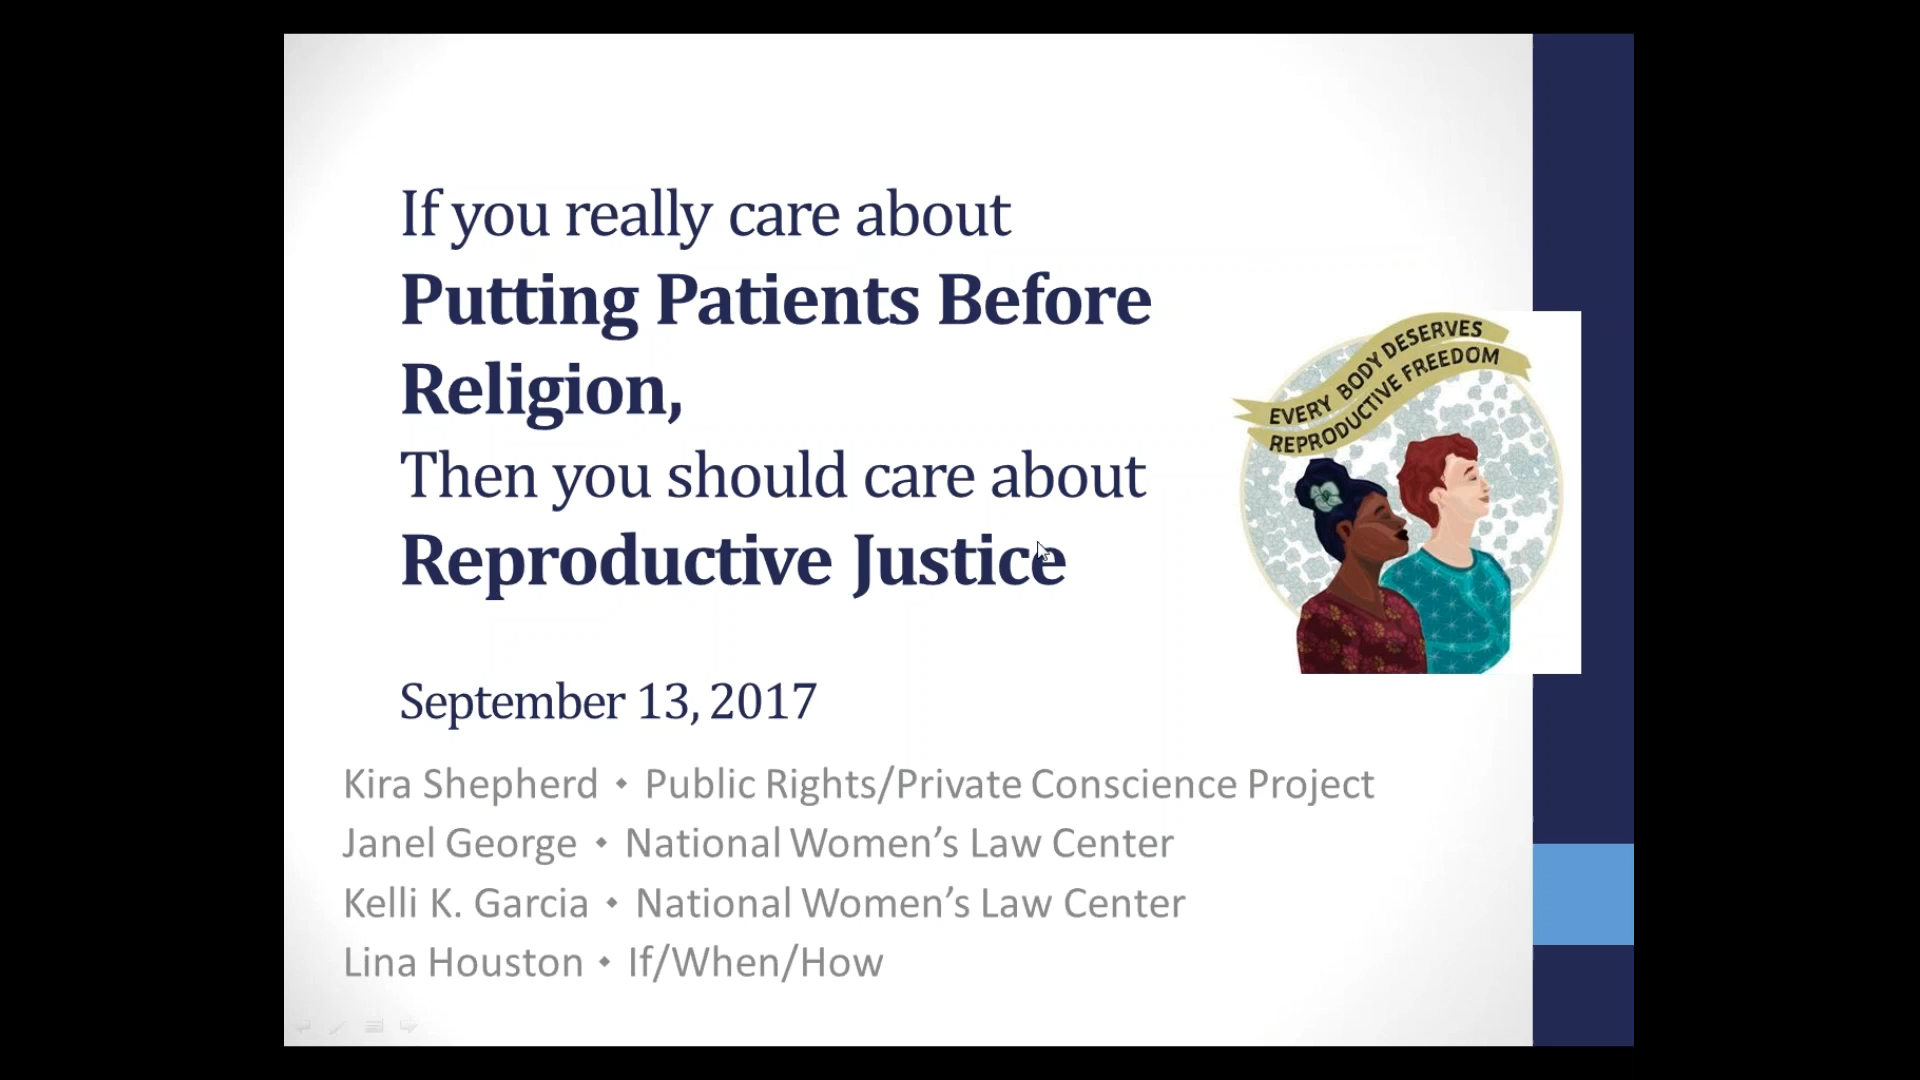 If you really care about
Putting Patients Before
Religion,
Then you should care about
Reproductive Justice
EVERY BODY DESERVES
REPRODUCTIVE FREEDOM
September 13, 2017
Kira Shepherd • Public Rights/Private Conscience Project
Janel George • National Women’s Law Center
Kelli K. Garcia • National Women’s Law Center
Lina Houston • If/When/How